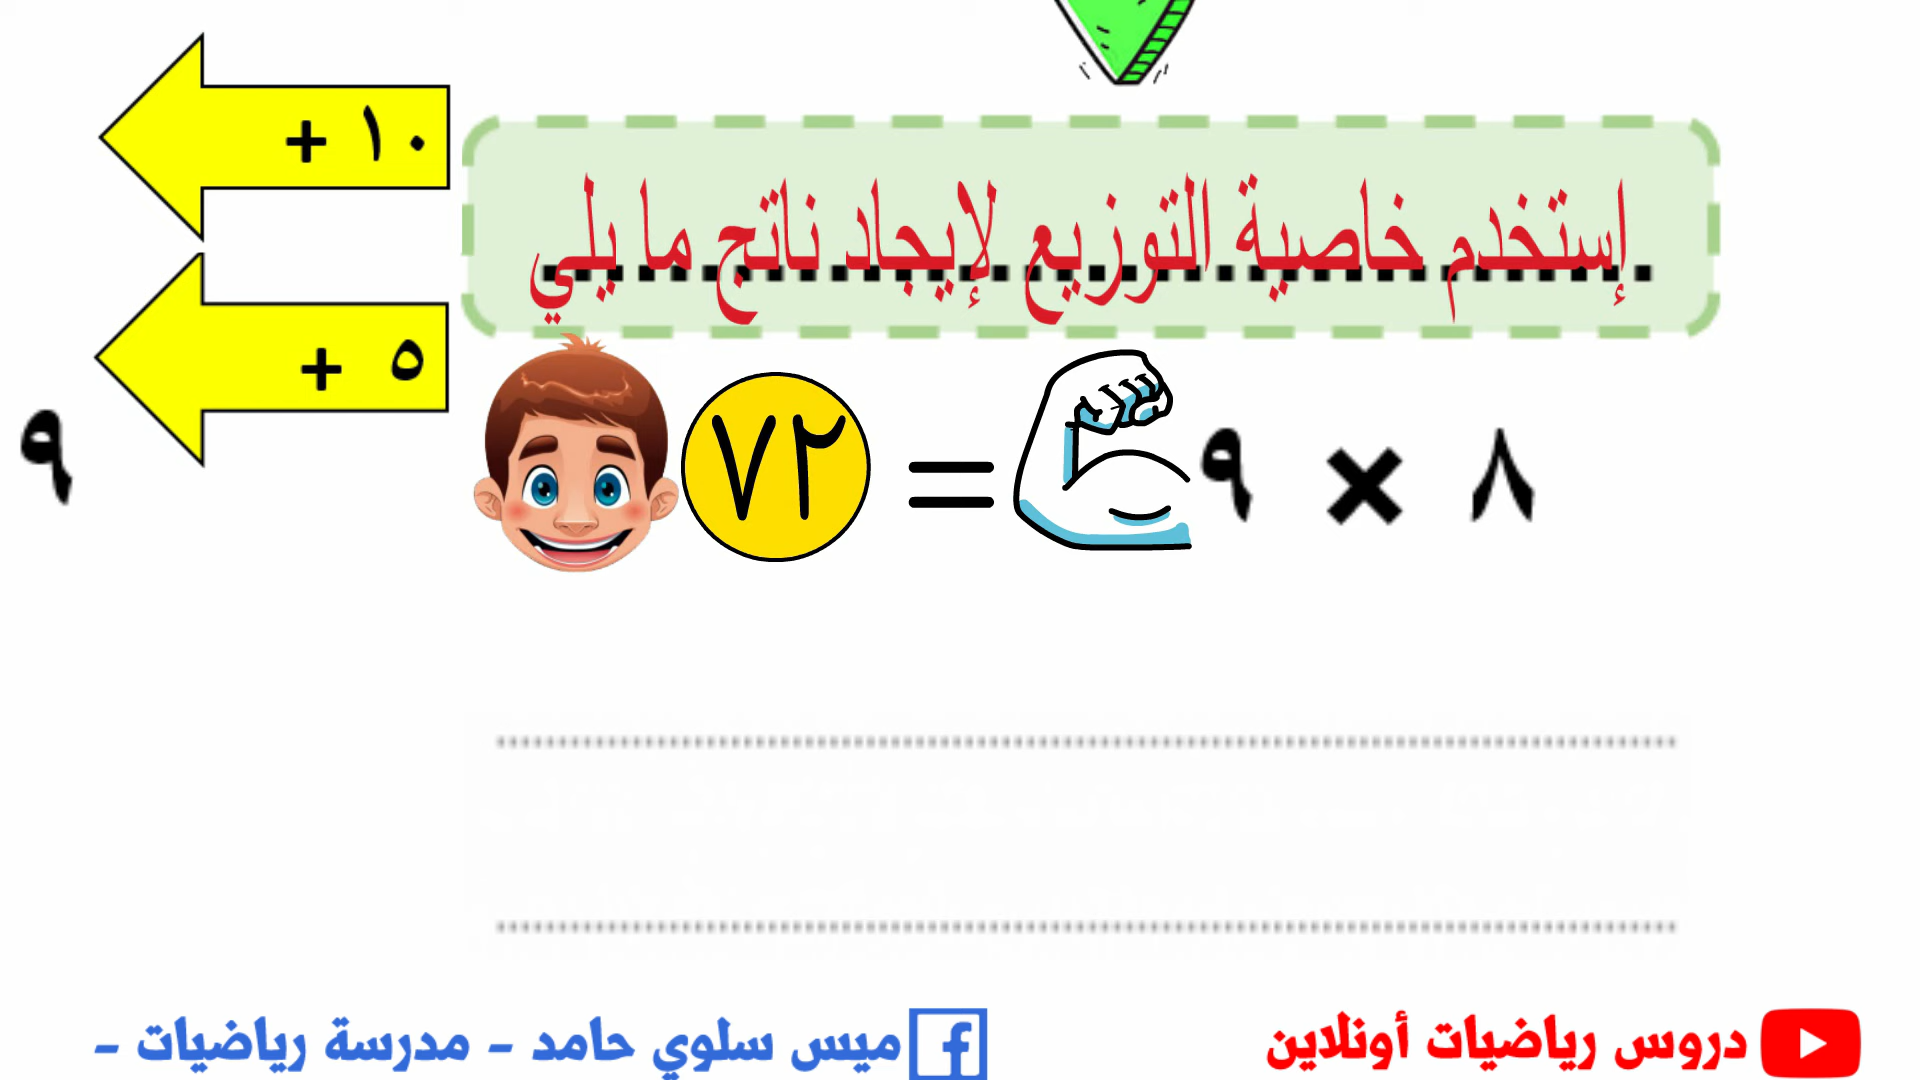 ١٠ +
إستخدم خاصية التوزيع لإيجاد ناتج ما يلي
٥ +
٨ × ٩ = ٧٢
٩
دروس رياضيات أونلاين
ميس سلوي حامد - مدرسة رياضيات -